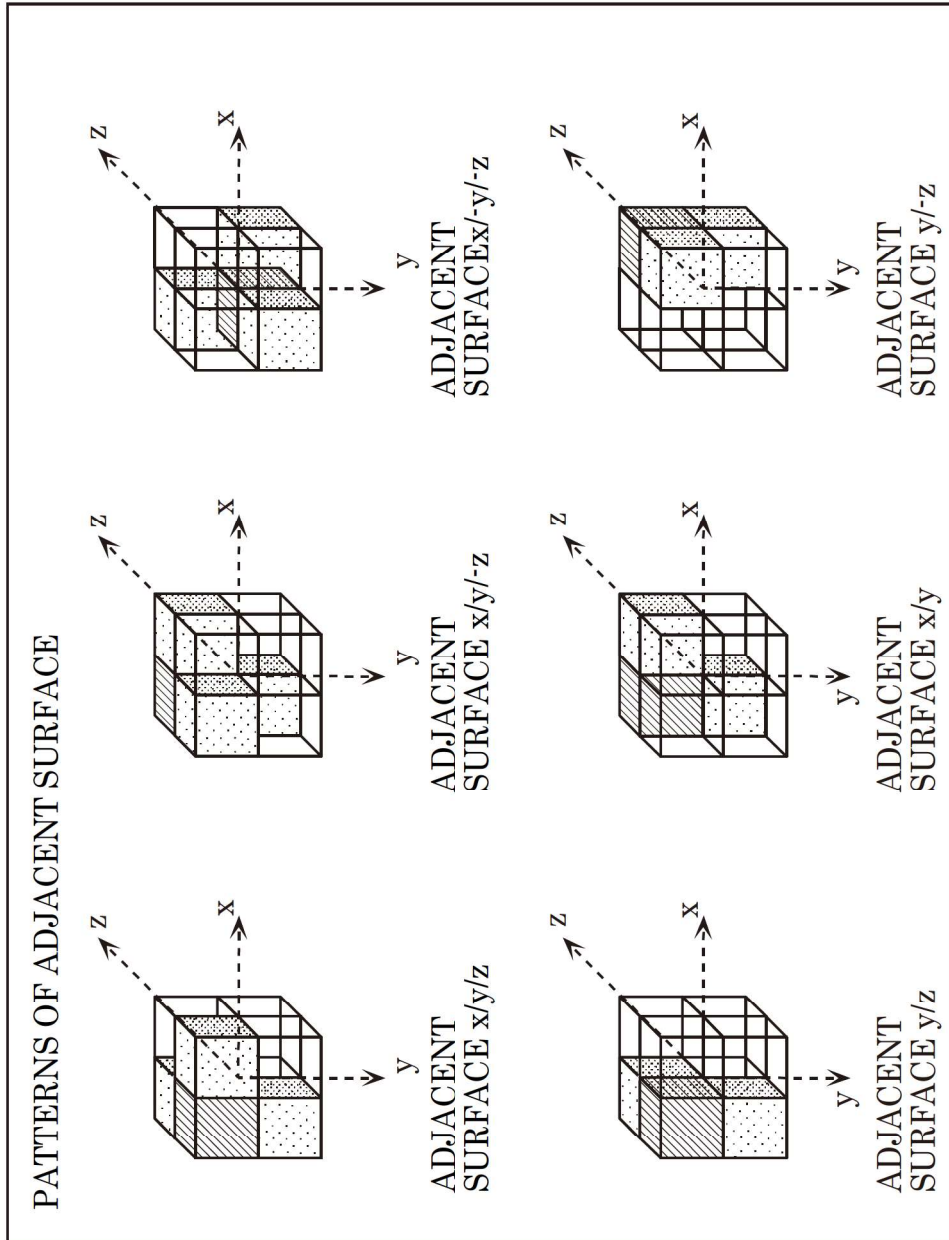 PATTERNS OF ADJACENT SURFACE
z
x
y
ADJACENT
SURFACE x/y/z
z
x
y
ADJACENT
SURFACE x/y/-z
z
x
y
ADJACENT
SURFACEx/-y/-z
z
x
y
ADJACENT
SURFACE y/z
z
x
y
ADJACENT
SURFACE x/y
z
x
y
ADJACENT
SURFACE y/-z